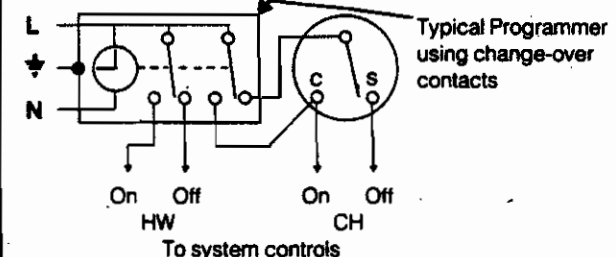 L
Typical Programmer
using change-over
contacts
N
C S
On Off On Off
HW CH
To system controls